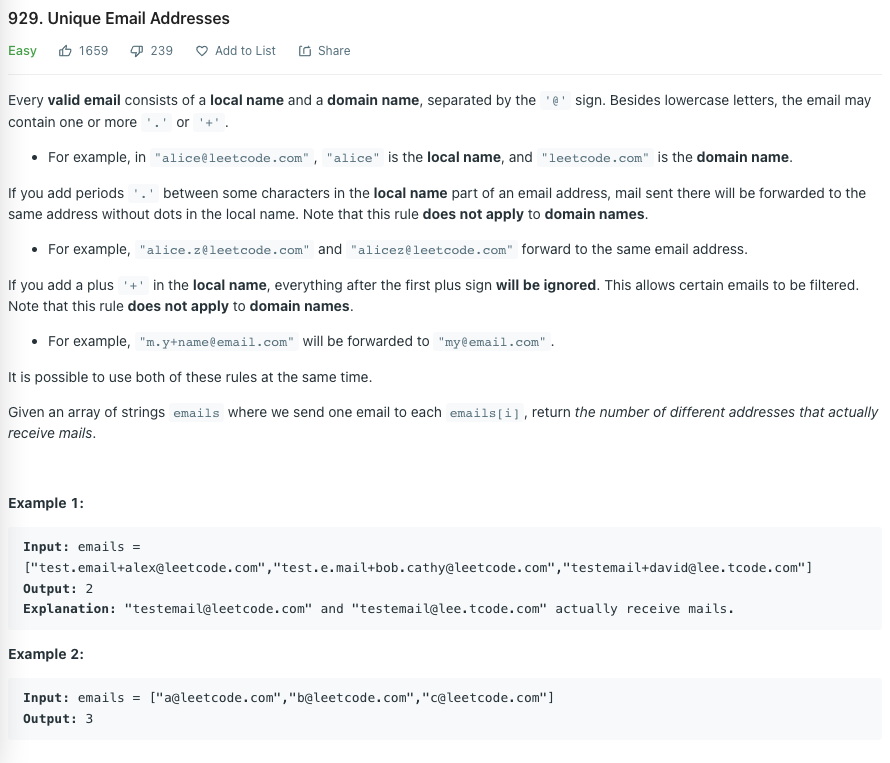 929. Unique Email Addresses
Easy 1659 239 Add to List Share
Every valid email consists of a local name and a domain name, separated by the '@' sign. Besides lowercase letters, the email may
contain one or more '.' or '+'.
• For example, in "alice@leetcode.com", "alice" is the local name, and "leetcode.com" is the domain name.
If you add periods '.' between some characters in the local name part of an email address, mail sent there will be forwarded to the
same address without dots in the local name. Note that this rule does not apply to domain names.
• For example, "alice.z@leetcode.com" and "alicez@leetcode.com" forward to the same email address.
If you add a plus '+' in the local name, everything after the first plus sign will be ignored. This allows certain emails to be filtered.
Note that this rule does not apply to domain names.
• For example, "m.y+name@email.com" will be forwarded to "my@email.com".
It is possible to use both of these rules at the same time.
Given an array of strings emails where we send one email to each emails[i], return the number of different addresses that actually
receive mails.
Example 1:
Input: emails =
["test.email+alex@leetcode.com","test.e.mail+bob.cathy@leetcode.com","testemail+david@lee.tcode.com"]
Output: 2
Explanation: "testemail@leetcode.com" and "testemail@lee.tcode.com" actually receive mails.
Example 2:
Input: emails = ["a@leetcode.com","b@leetcode.com","c@leetcode.com"]
Output: 3